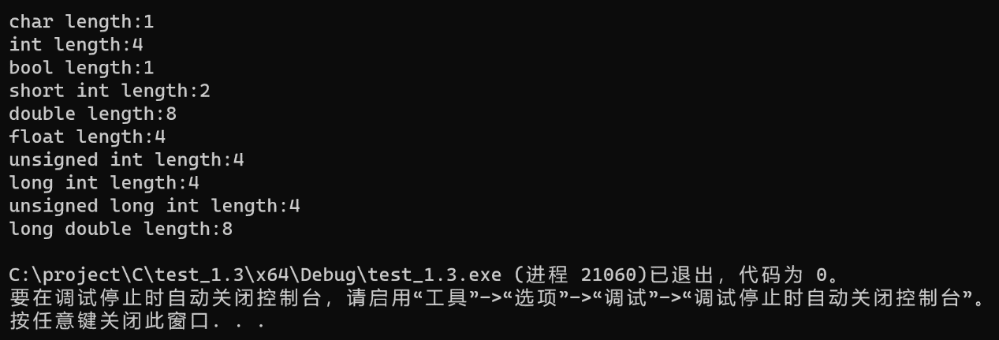 char length:1
int length:4
bool length:1
short int length:2
double length:8
float length:4
unsigned int length:4
long int length:4
unsigned long int length:4
long double length:8
C:\project\C\test_1.3\x64\Debug\test_1.3.exe (进程 21060)已退出，代码为 0。
要在调试停止时自动关闭控制台，请启用“工具”->“选项”->“调试”->“调试停止时自动关闭控制台”。
按任意键关闭此窗口. . .